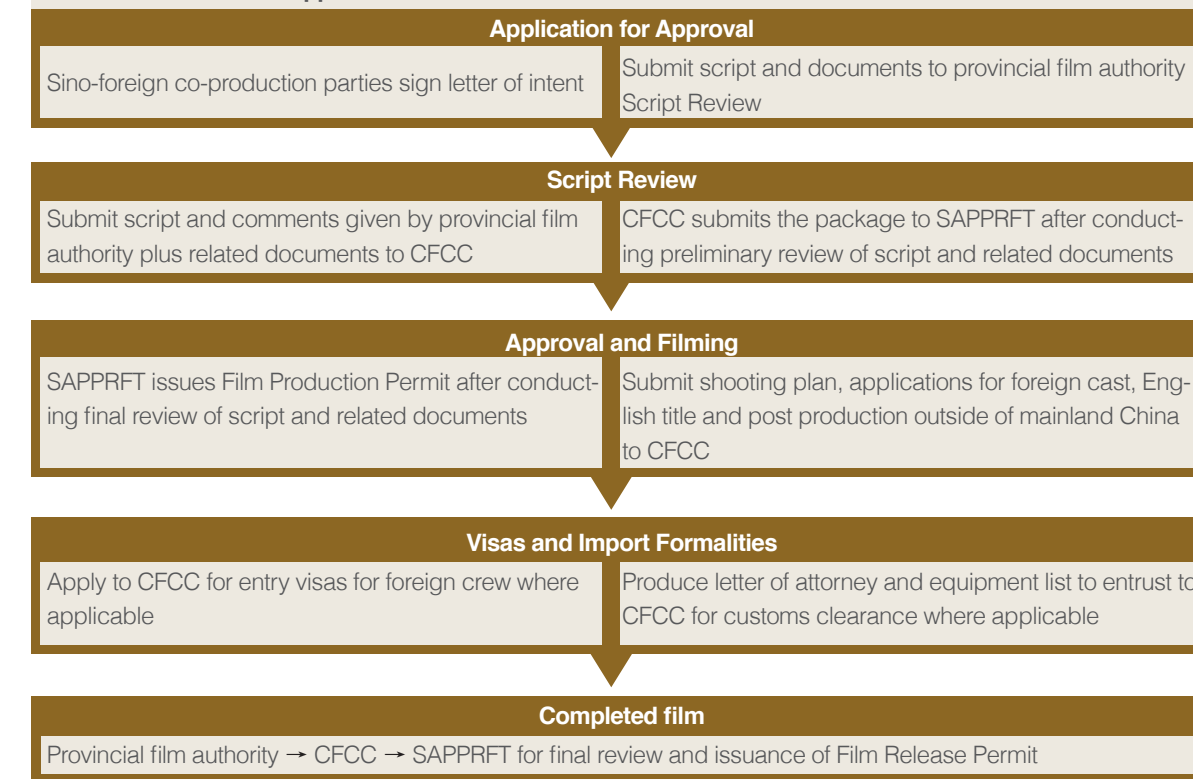 Application for Approval
Sino-foreign co-production parties sign letter of intent
Submit script and documents to provincial film authority
Script Review
Script Review
Submit script and comments given by provincial film
authority plus related documents to CFCC
CFCC submits the package to SAPPRFT after conduct-
ing preliminary review of script and related documents
Approval and Filming
SAPPRFT issues Film Production Permit after conduct-
ing final review of script and related documents
Submit shooting plan, applications for foreign cast, Eng-
lish title and post production outside of mainland China
to CFCC
Visas and Import Formalities
Apply to CFCC for entry visas for foreign crew where
applicable
Produce letter of attorney and equipment list to entrust to
CFCC for customs clearance where applicable
Completed film
Provincial film authority → CFCC → SAPPRFT for final review and issuance of Film Release Permit